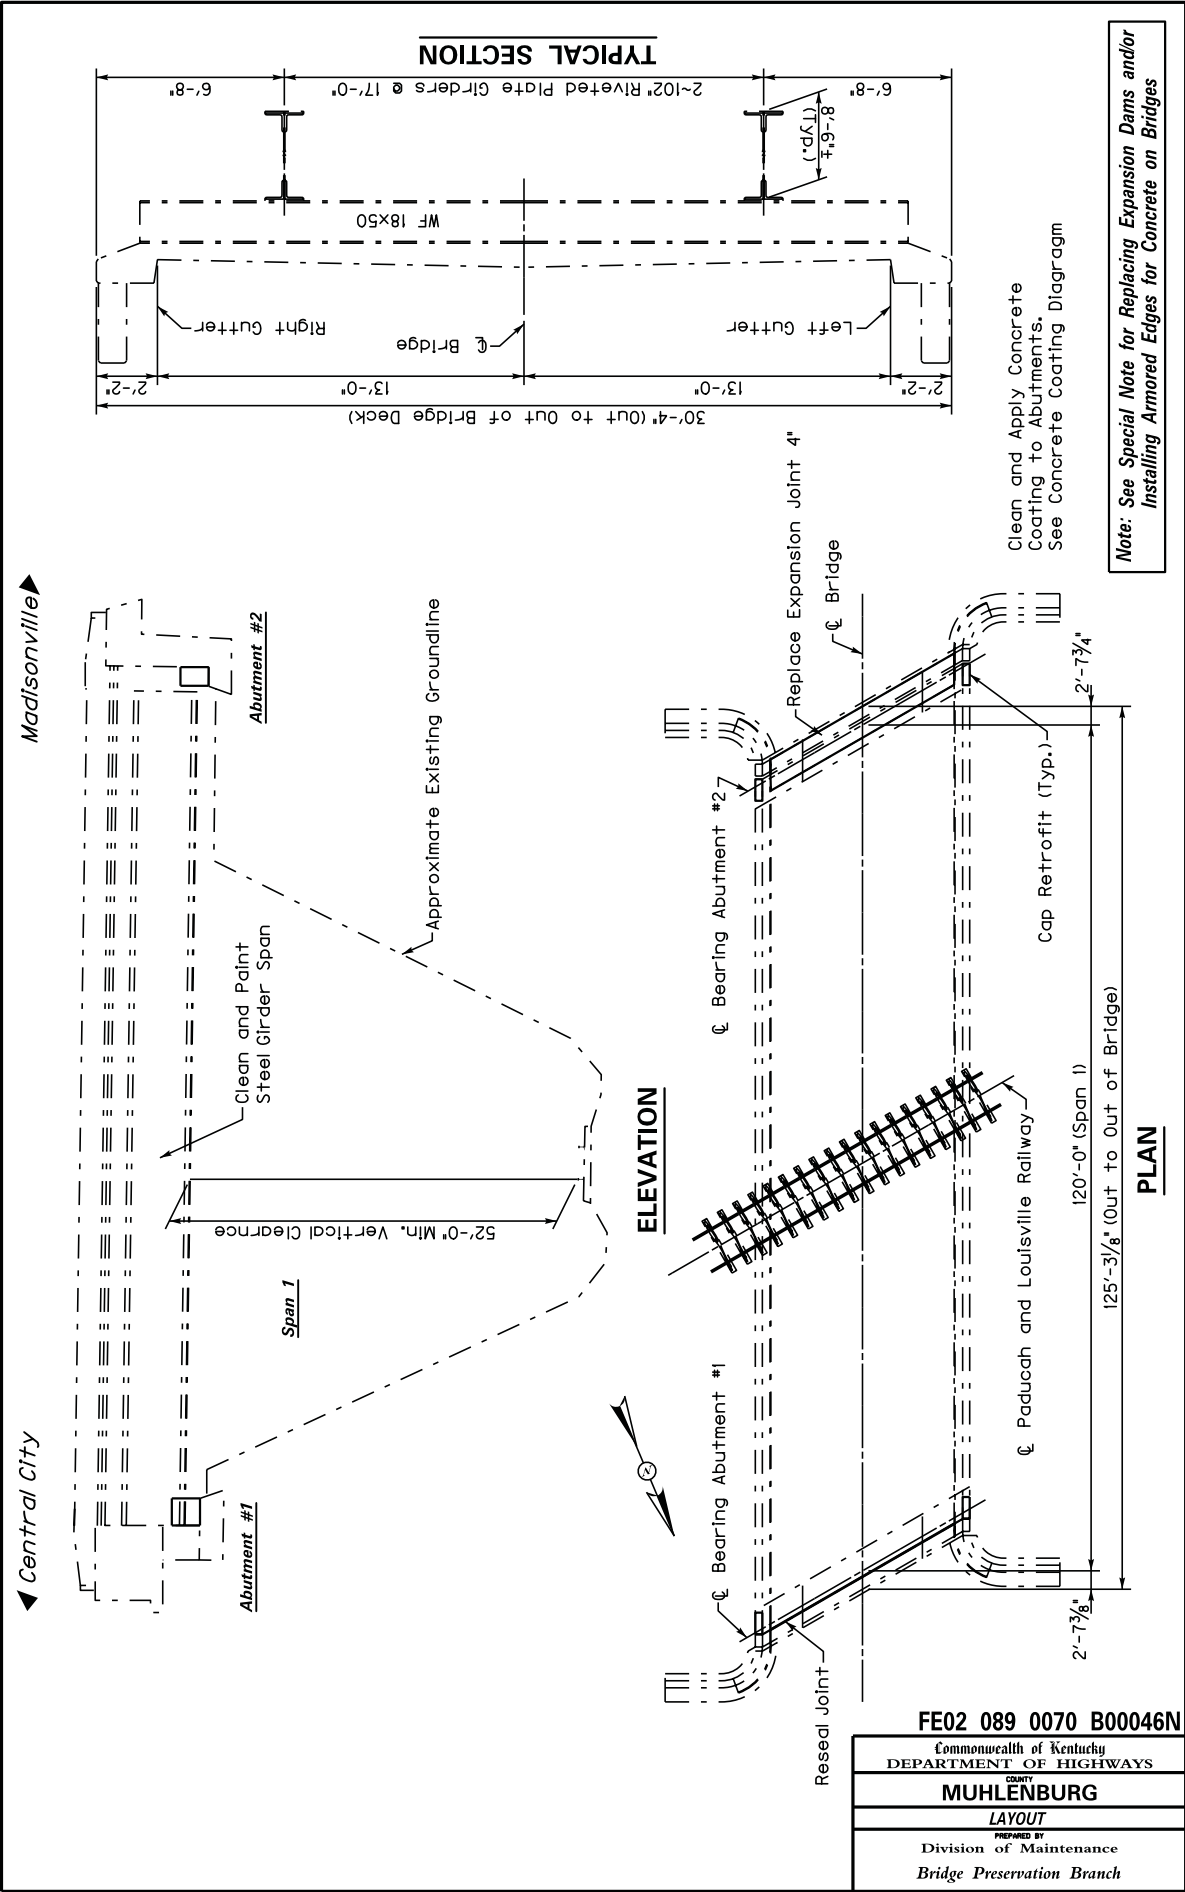 TYPICAL SECTION
6'-8"
2~102" Riveted Plate Girders @ 17'-0"
6'-8"
8'-6"±
(Typ.)
WF 18x50
Right Gutter
℄ Bridge
Left Gutter
2'-2"
13'-0"
13'-0"
2'-2"
30'-4" (Out to Out of Bridge Deck)
Central City
Madisonville
Abutment #1
Abutment #2
Span 1
Clean and Paint
Steel Girder Span
Approximate Existing Groundline
52'-0" Min. Vertical Clearnce
ELEVATION
N
℄ Bearing Abutment #1
℄ Bearing Abutment #2
Replace Expansion Joint 4"
℄ Bridge
Reseal Joint
℄ Paducah and Louisville Railway
Cap Retrofit (Typ.)
2'-7⅜"
120'-0" (Span 1)
2'-7¾"
125'-3⅛" (Out to Out of Bridge)
PLAN
Clean and Apply Concrete
Coating to Abutments.
See Concrete Coating Diagragm
Note: See Special Note for Replacing Expansion Dams and/or
Installing Armored Edges for Concrete on Bridges
FE02 089 0070 B00046N
Commonwealth of Kentucky
DEPARTMENT OF HIGHWAYS
COUNTY
MUHLENBURG
LAYOUT
PREPARED BY
Division of Maintenance
Bridge Preservation Branch